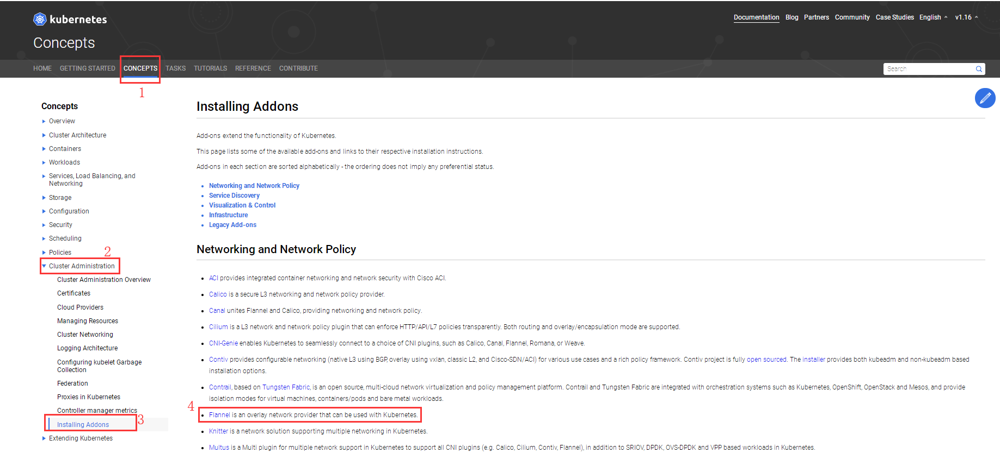 kubernetes
Documentation Blog Partners Community Case Studies English v1.16
Concepts
HOME GETTING STARTED CONCEPTS TASKS TUTORIALS REFERENCE CONTRIBUTE
Search
1
Concepts
Overview
Cluster Architecture
Containers
Workloads
Services, Load Balancing, and
Networking
Storage
Configuration
Security
Scheduling
Policies
2
Cluster Administration
Cluster Administration Overview
Certificates
Cloud Providers
Managing Resources
Cluster Networking
Logging Architecture
Configuring kubelet Garbage
Collection
Federation
Proxies in Kubernetes
Controller manager metrics
Installing Addons
3
Extending Kubernetes
Installing Addons
Add-ons extend the functionality of Kubernetes.
This page lists some of the available add-ons and links to their respective installation instructions.
Add-ons in each section are sorted alphabetically - the ordering does not imply any preferential status.
Networking and Network Policy
Service Discovery
Visualization & Control
Infrastructure
Legacy Add-ons
Networking and Network Policy
ACI provides integrated container networking and network security with Cisco ACI.
Calico is a secure L3 networking and network policy provider.
Canal unites Flannel and Calico, providing networking and network policy.
Cilium is a L3 network and network policy plugin that can enforce HTTP/API/L7 policies transparently. Both routing and overlay/encapsulation mode are supported.
CNI-Genie enables Kubernetes to seamlessly connect to a choice of CNI plugins, such as Calico, Canal, Flannel, Romana, or Weave.
Contiv provides configurable networking (native L3 using BGP, overlay using vxlan, classic L2, and Cisco-SDN/ACI) for various use cases and a rich policy framework. Contiv project is fully open sourced. The installer provides both kubeadm and non-kubeadm based
installation options.
Contrail, based on Tungsten Fabric, is an open source, multi-cloud network virtualization and policy management platform. Contrail and Tungsten Fabric are integrated with orchestration systems such as Kubernetes, OpenShift, OpenStack and Mesos, and provide
isolation modes for virtual machines, containers/pods and bare metal workloads.
4
Flannel is an overlay network provider that can be used with Kubernetes.
Knitter is a network solution supporting multiple networking in Kubernetes.
Multus is a Multi plugin for multiple network support in Kubernetes to support all CNI plugins (e.g. Calico, Cilium, Contiv, Flannel), in addition to SRIOV, DPDK, OVS-DPDK and VPP based workloads in Kubernetes.